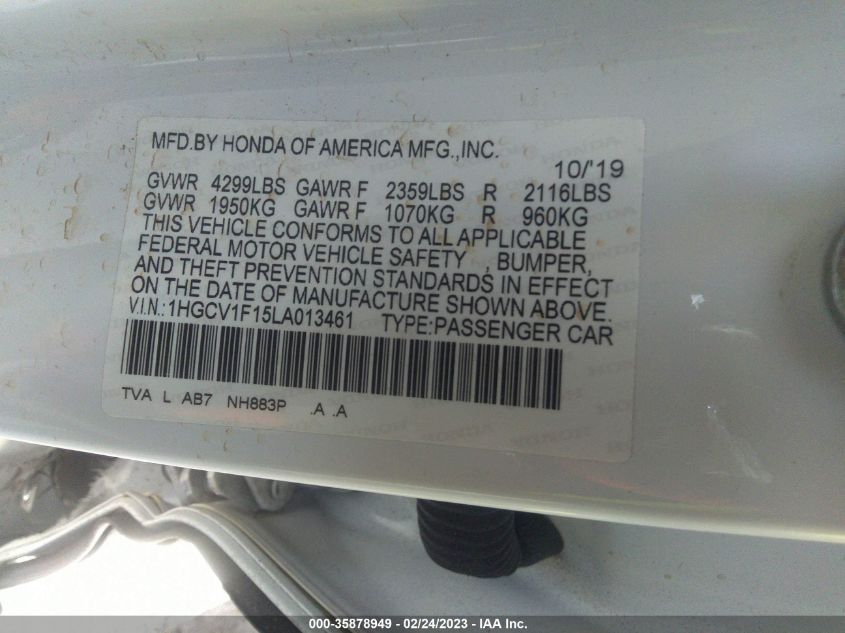 MFD.BY HONDA OF AMERICA MFG.,INC.
10/'19
GVWR 4299LBS GAWR F 2359LBS R 2116LBS
GVWR 1950KG GAWR F 1070KG R 960KG
THIS VEHICLE CONFORMS TO ALL APPLICABLE
FEDERAL MOTOR VEHICLE SAFETY , BUMPER,
AND THEFT PREVENTION STANDARDS IN EFFECT
ON THE DATE OF MANUFACTURE SHOWN ABOVE.
V.I.N.:1HGCV1F15LA013461 TYPE:PASSENGER CAR
TVA L AB7 NH883P .A .A
HONDA HONDA
000-35878949 - 02/24/2023 - IAA Inc.